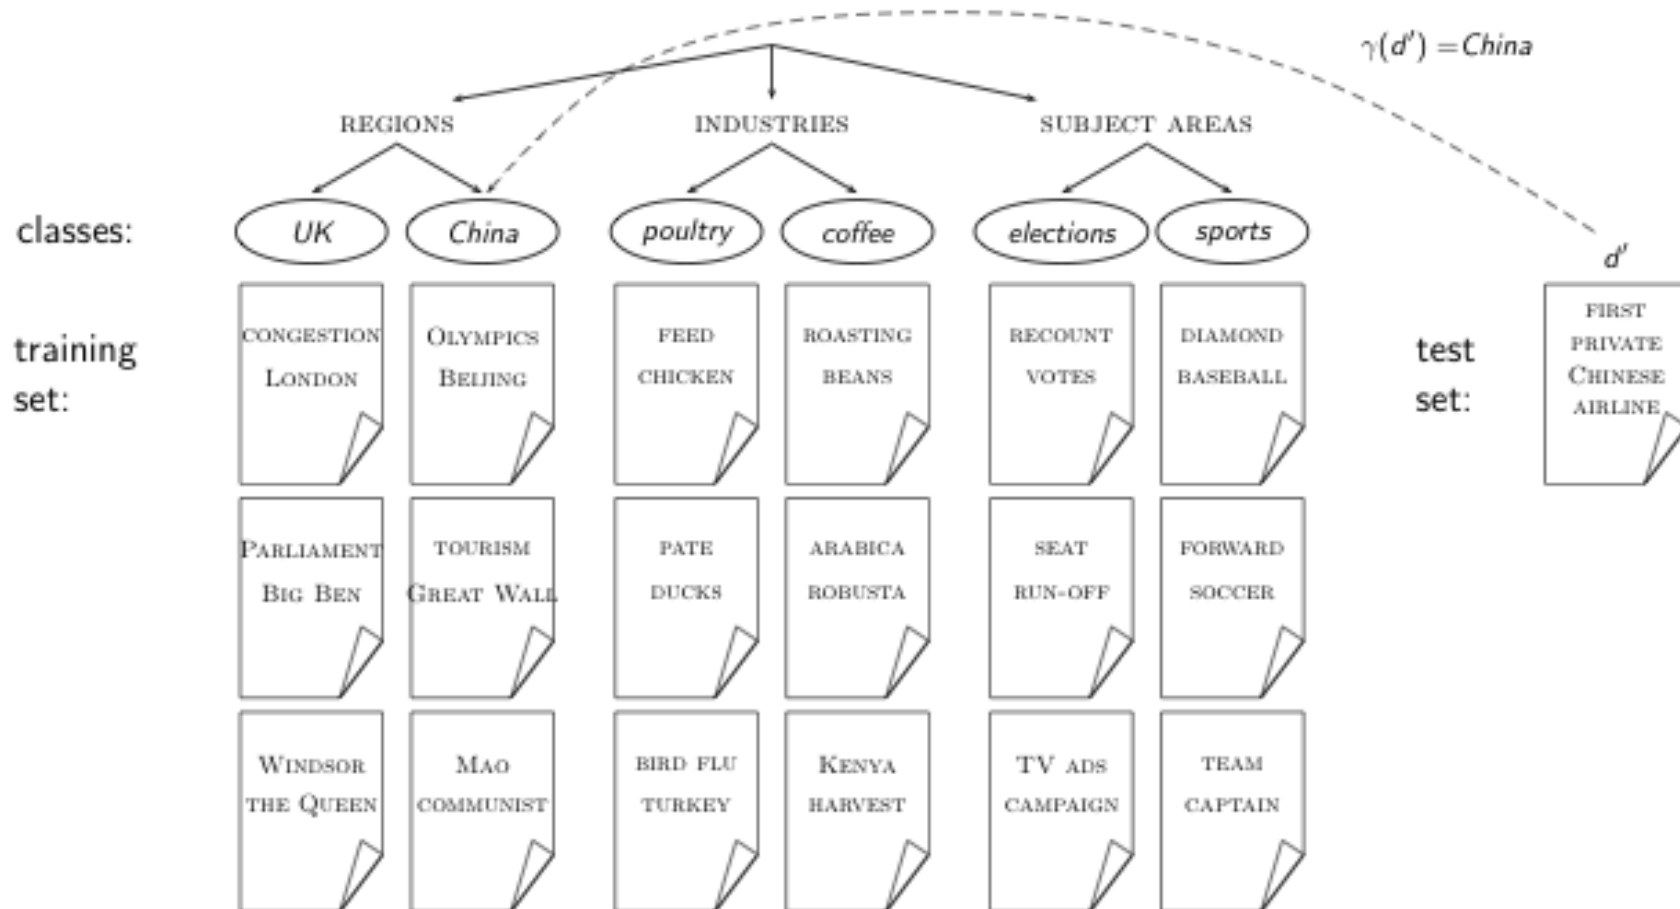 γ(d′) =China
REGIONS INDUSTRIES SUBJECT AREAS
classes: UK China poultry coffee elections sports
d′
training
set:
CONGESTION
LONDON
OLYMPICS
BEIJING
FEED
CHICKEN
ROASTING
BEANS
RECOUNT
VOTES
DIAMOND
BASEBALL
test
set:
FIRST
PRIVATE
CHINESE
AIRLINE
PARLIAMENT
BIG BEN
TOURISM
GREAT WALL
PATE
DUCKS
ARABICA
ROBUSTA
SEAT
RUN-OFF
FORWARD
SOCCER
WINDSOR
THE QUEEN
MAO
COMMUNIST
BIRD FLU
TURKEY
KENYA
HARVEST
TV ADS
CAMPAIGN
TEAM
CAPTAIN